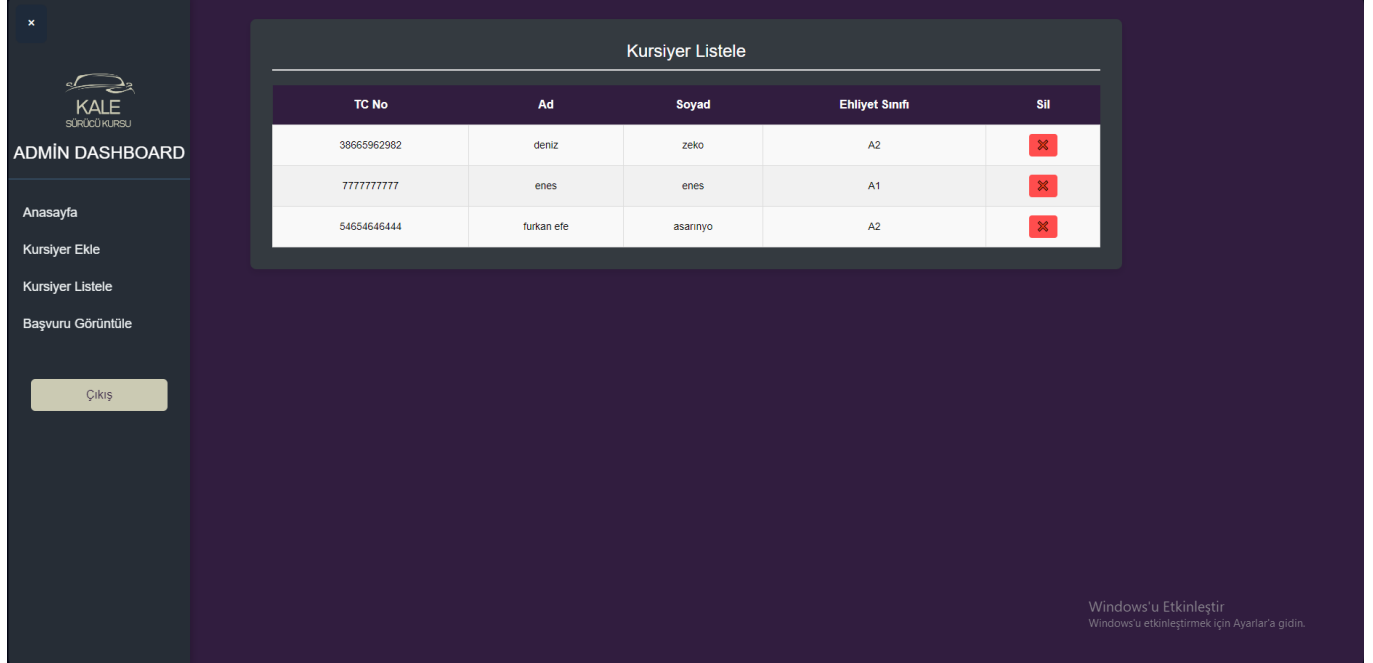 ×
KALE
SÜRÜCÜ KURSU
ADMİN DASHBOARD
Anasayfa
Kursiyer Ekle
Kursiyer Listele
Başvuru Görüntüle
Çıkış
Kursiyer Listele
TC No Ad Soyad Ehliyet Sınıfı Sil
38665962982 deniz zeko A2
7777777777 enes enes A1
54654646444 furkan efe asarınyo A2
Windows'u Etkinleştir
Windows'u etkinleştirmek için Ayarlar'a gidin.